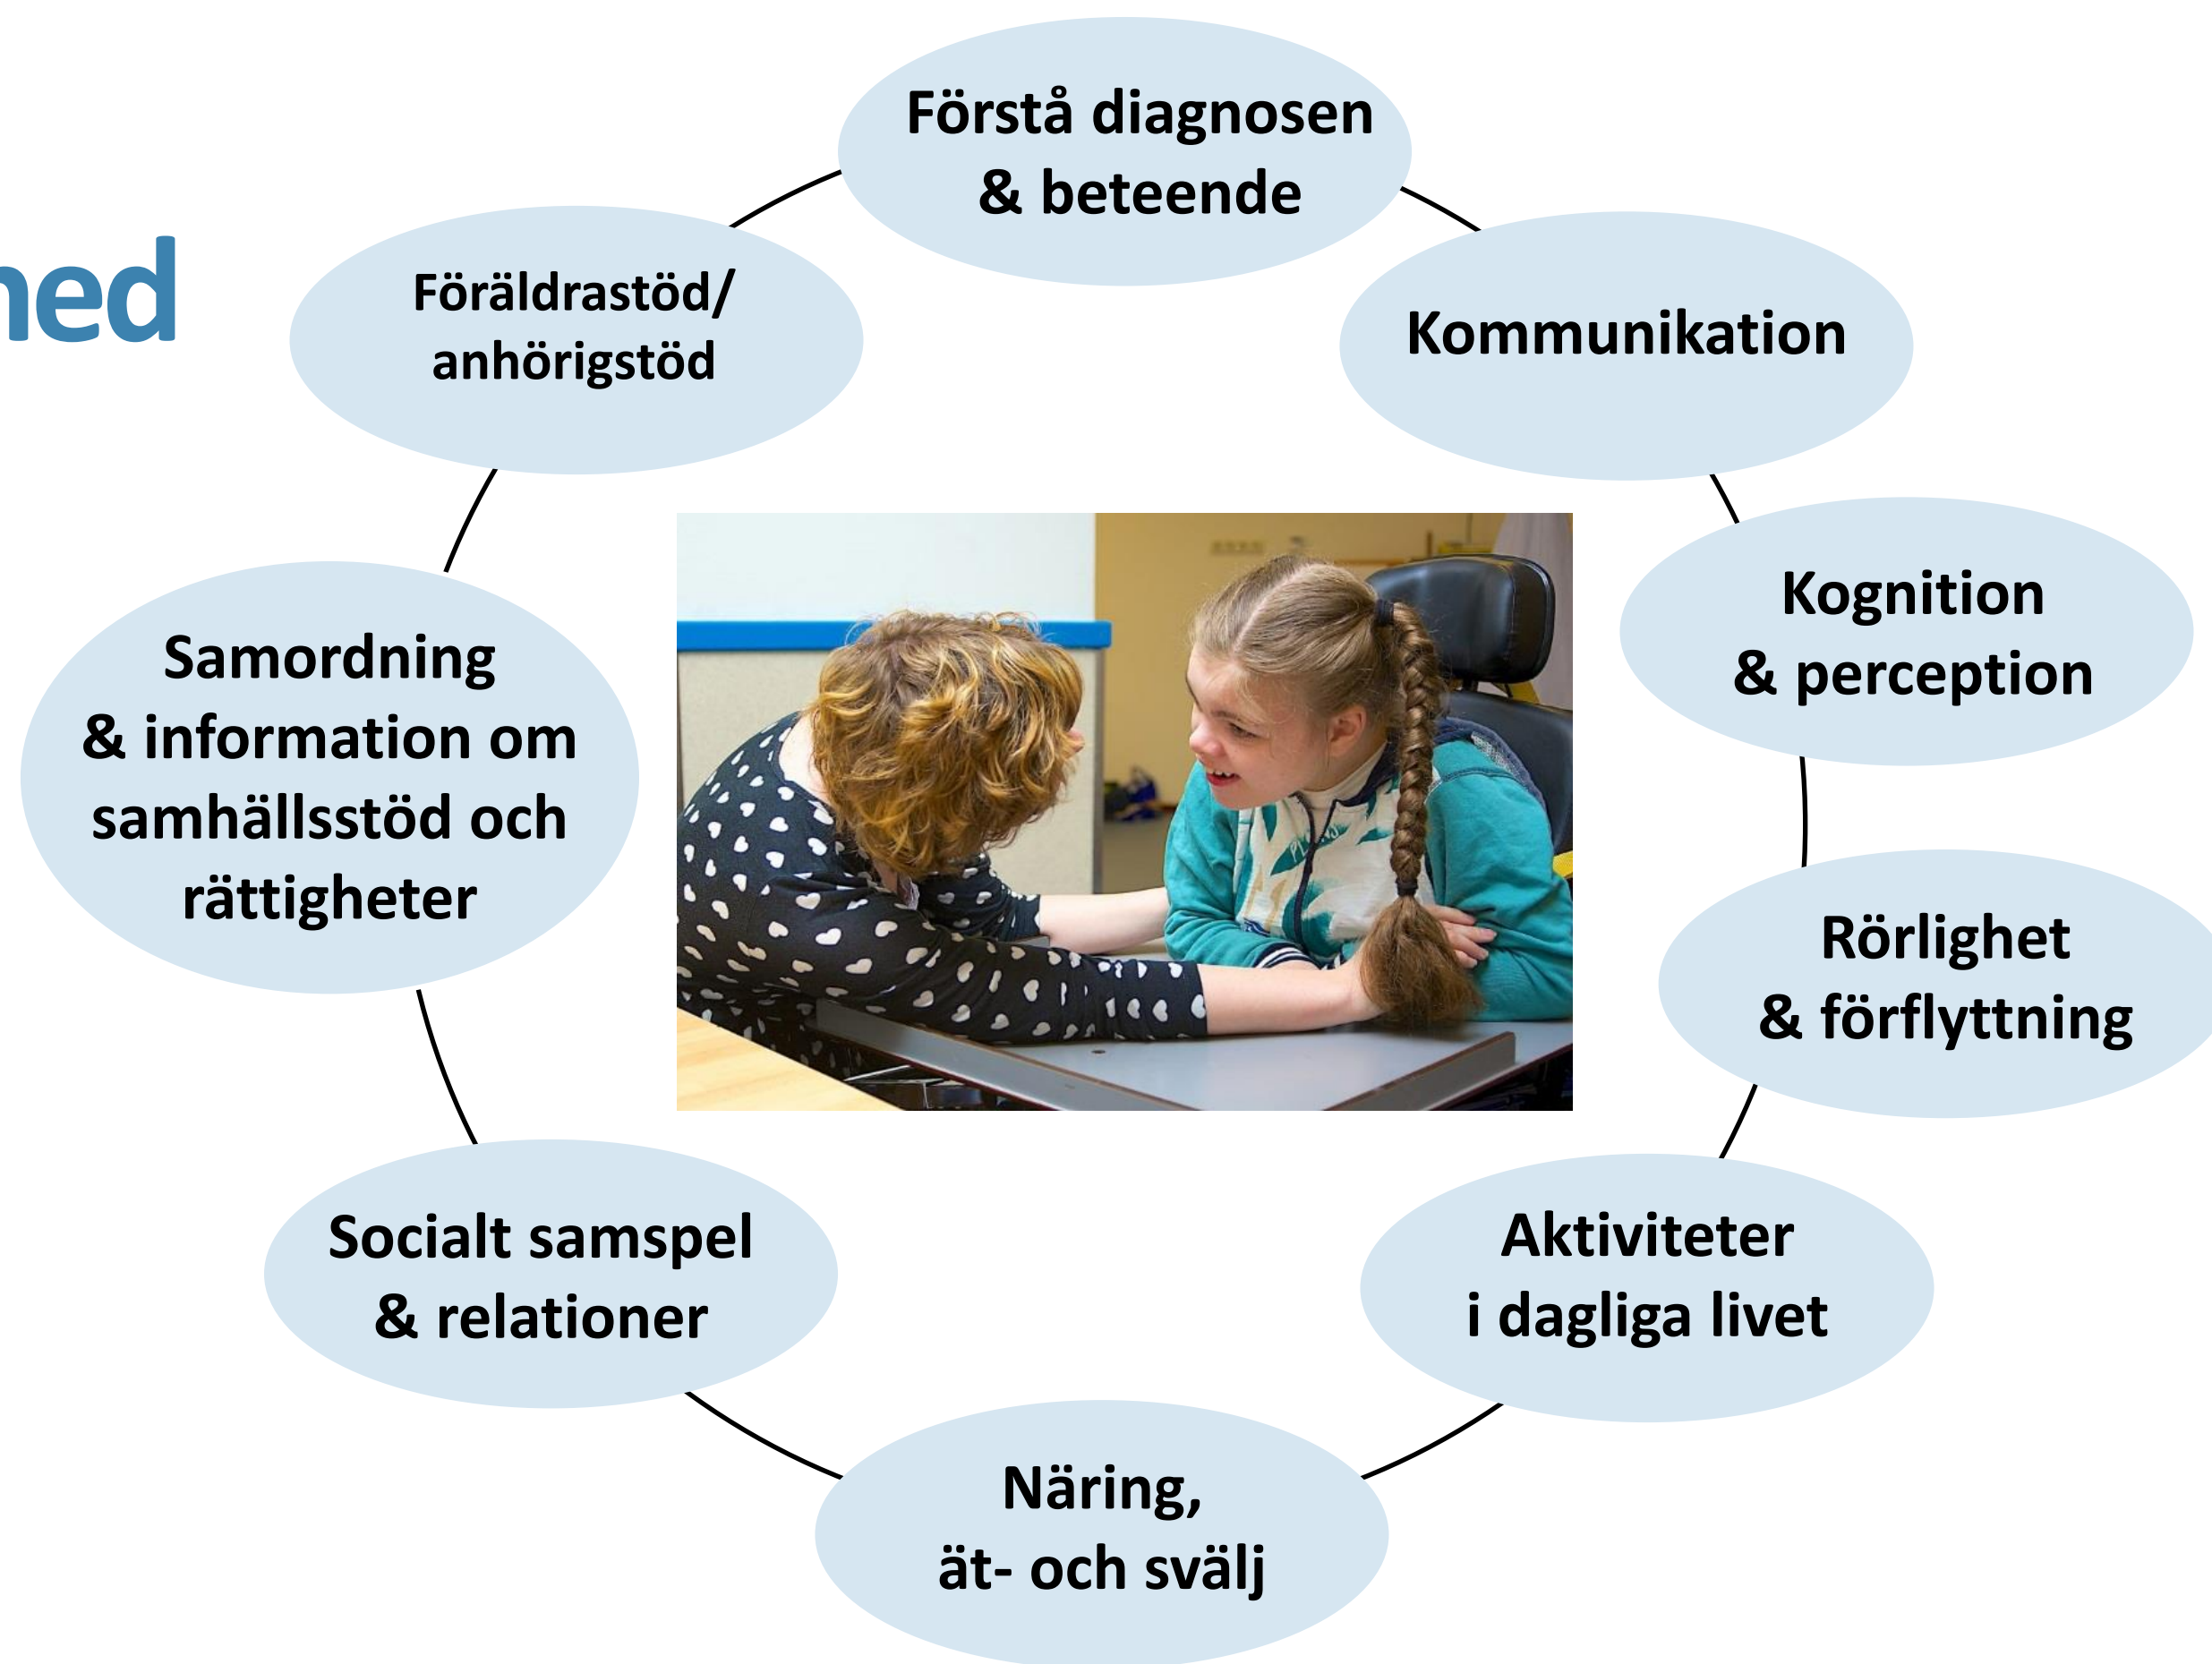 Förstå diagnosen
& beteende
Kommunikation
Kognition
& perception
Rörlighet
& förflyttning
Aktiviteter
i dagliga livet
Näring,
ät- och svälj
Socialt samspel
& relationer
Samordning
& information om
samhällsstöd och
rättigheter
Föräldrastöd/
anhörigstöd